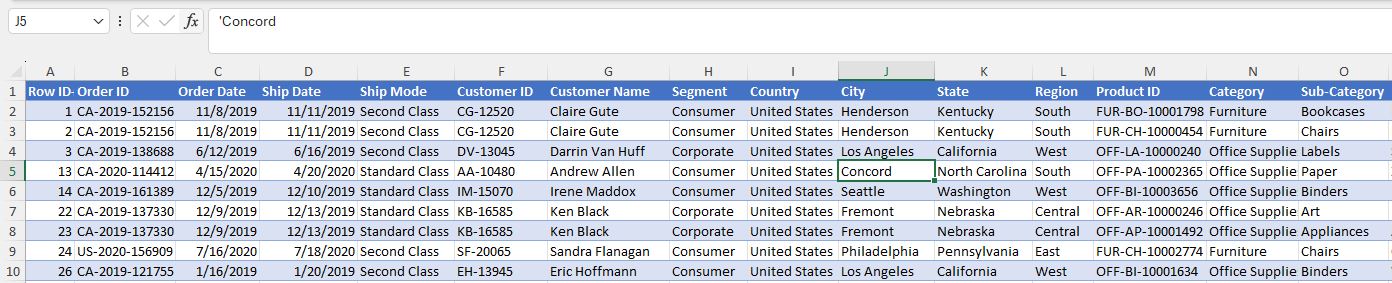 J5 fx 'Concord
A B C D E F G H I J K L M N O
1 Row ID Order ID Order Date Ship Date Ship Mode Customer ID Customer Name Segment Country City State Region Product ID Category Sub-Category
2 1 CA-2019-152156 11/8/2019 11/11/2019 Second Class CG-12520 Claire Gute Consumer United States Henderson Kentucky South FUR-BO-10001798 Furniture Bookcases
3 2 CA-2019-152156 11/8/2019 11/11/2019 Second Class CG-12520 Claire Gute Consumer United States Henderson Kentucky South FUR-CH-10000454 Furniture Chairs
4 3 CA-2019-138688 6/12/2019 6/16/2019 Second Class DV-13045 Darrin Van Huff Corporate United States Los Angeles California West OFF-LA-10000240 Office Supplie Labels
5 13 CA-2020-114412 4/15/2020 4/20/2020 Standard Class AA-10480 Andrew Allen Consumer United States Concord North Carolina South OFF-PA-10002365 Office Supplie Paper
6 14 CA-2019-161389 12/5/2019 12/10/2019 Standard Class IM-15070 Irene Maddox Consumer United States Seattle Washington West OFF-BI-10003656 Office Supplie Binders
7 22 CA-2019-137330 12/9/2019 12/13/2019 Standard Class KB-16585 Ken Black Corporate United States Fremont Nebraska Central OFF-AR-10000246 Office Supplie Art
8 23 CA-2019-137330 12/9/2019 12/13/2019 Standard Class KB-16585 Ken Black Corporate United States Fremont Nebraska Central OFF-AP-10001492 Office Supplie Appliances
9 24 US-2020-156909 7/16/2020 7/18/2020 Second Class SF-20065 Sandra Flanagan Consumer United States Philadelphia Pennsylvania East FUR-CH-10002774 Furniture Chairs
10 26 CA-2019-121755 1/16/2019 1/20/2019 Second Class EH-13945 Eric Hoffmann Consumer United States Los Angeles California West OFF-BI-10001634 Office Supplie Binders